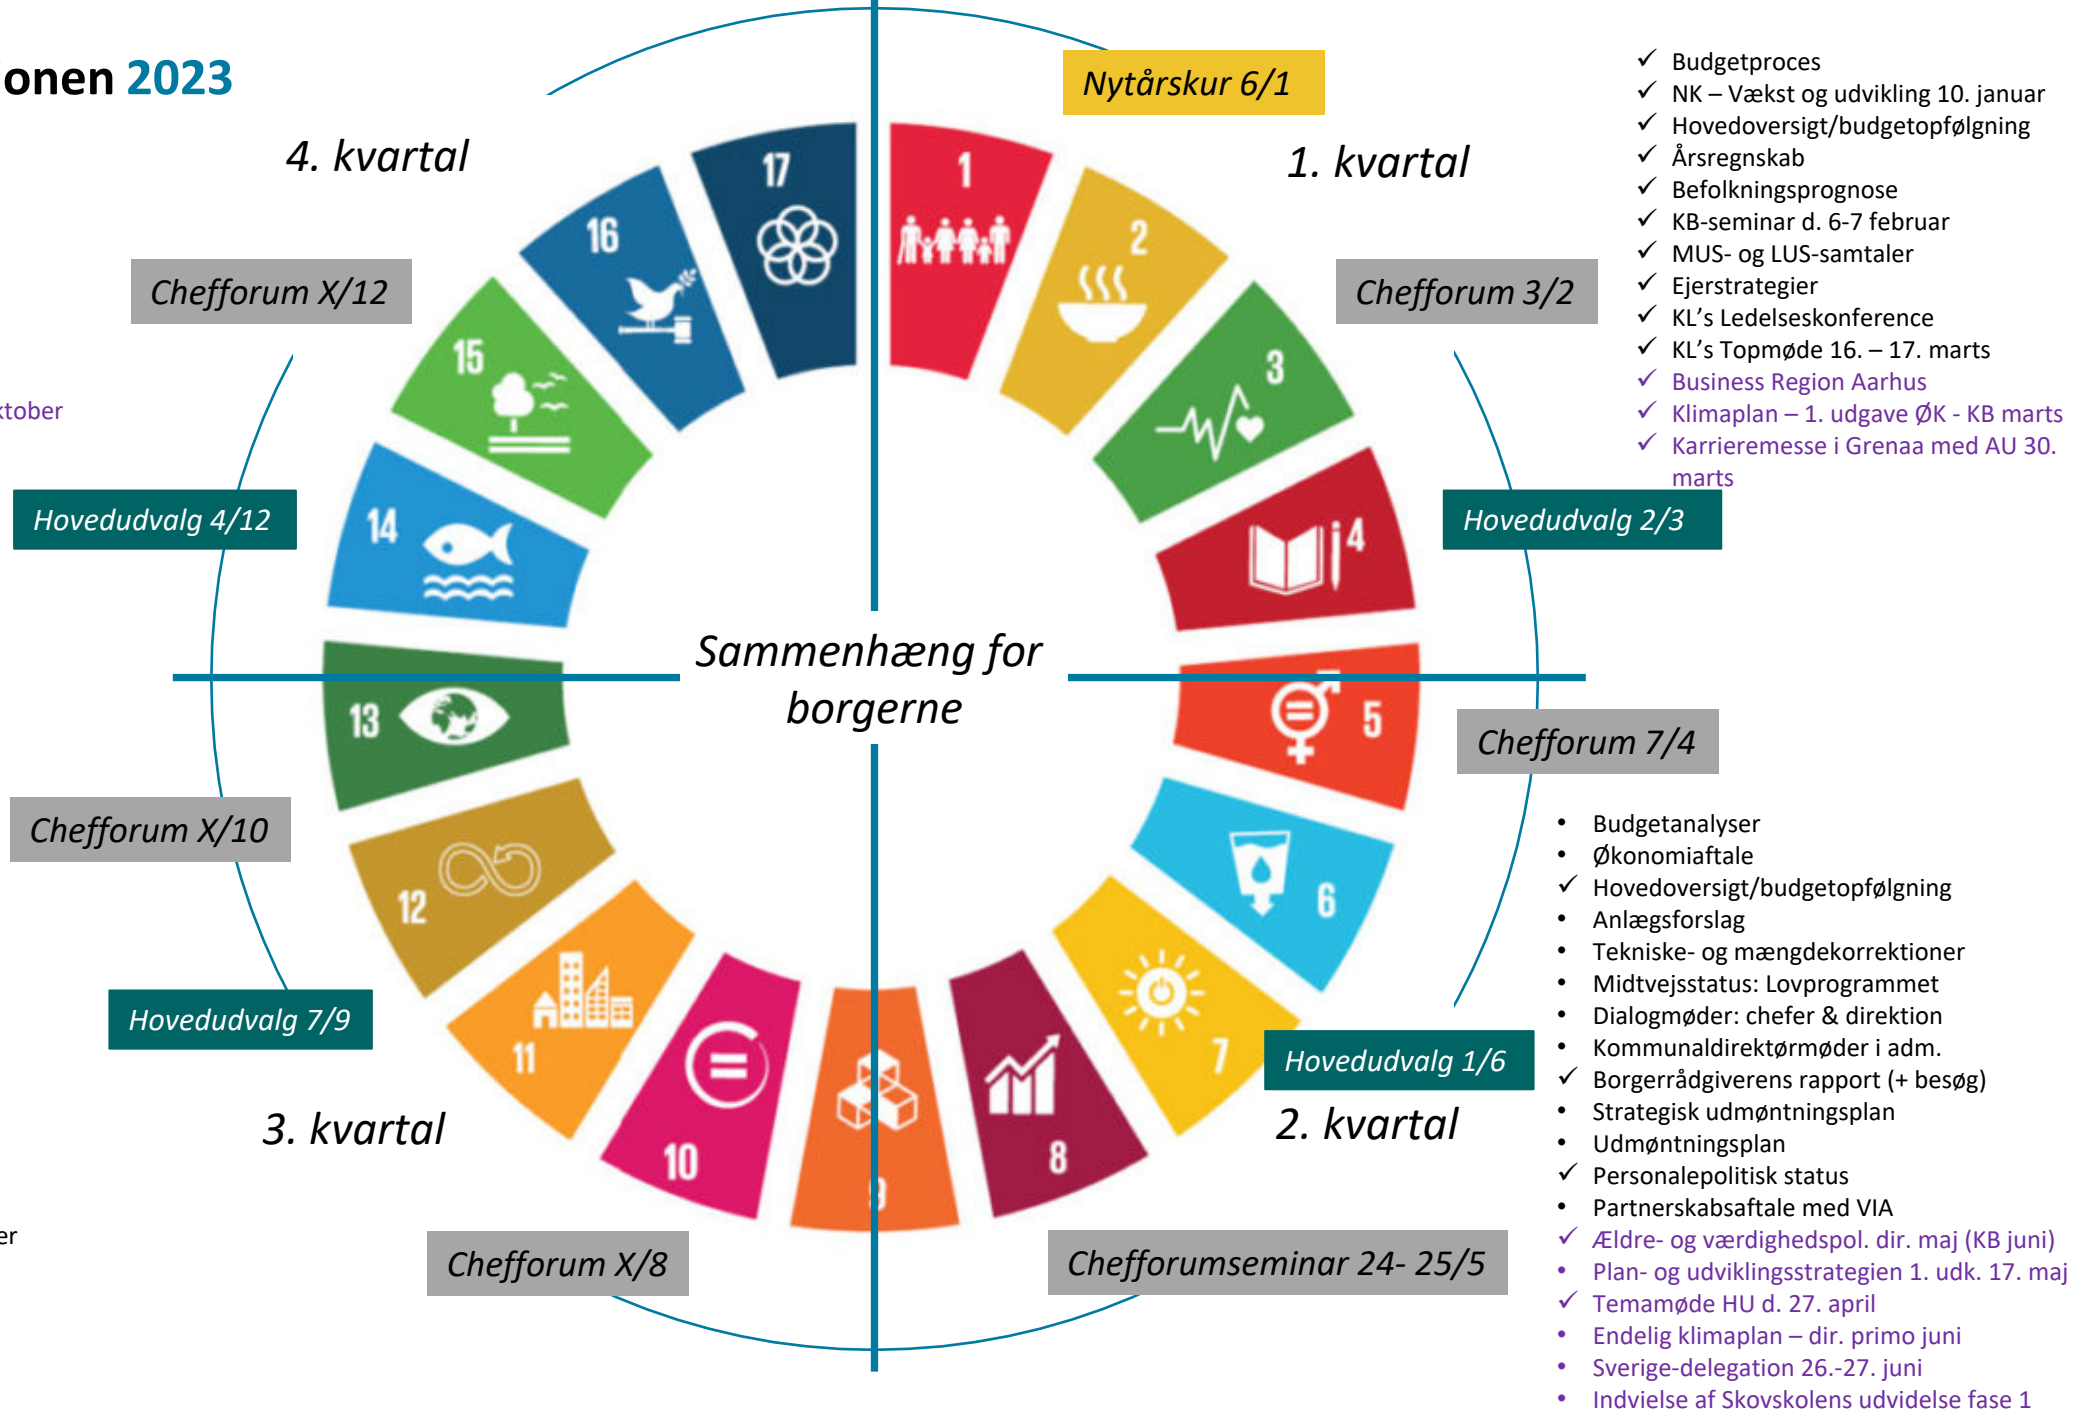 onen 2023
4. kvartal
Nytårskur 6/1
1. kvartal
✓ Budgetproces
✓ NK – Vækst og udvikling 10. januar
✓ Hovedoversigt/budgetopfølgning
✓ Årsregnskab
✓ Befolkningsprognose
✓ KB-seminar d. 6-7 februar
✓ MUS- og LUS-samtaler
✓ Ejerstrategier
✓ KL's Ledelseskonference
✓ KL's Topmøde 16. – 17. marts
✓ Business Region Aarhus
✓ Klimaplan – 1. udgave ØK - KB marts
✓ Karrieremesse i Grenaa med AU 30.
marts
Chefforum X/12
Chefforum 3/2
ktober
Hovedudvalg 4/12
Hovedudvalg 2/3
17
1
16
2
15
3
14
4
Sammenhæng for
borgerne
13
5
12
6
11
7
10
8
9
Chefforum 7/4
Chefforum X/10
Hovedudvalg 7/9
Hovedudvalg 1/6
3. kvartal
2. kvartal
• Budgetanalyser
• Økonomiaftale
✓ Hovedoversigt/budgetopfølgning
• Anlægsforslag
• Tekniske- og mængdekorrektioner
• Midtvejsstatus: Lovprogrammet
• Dialogmøder: chefer & direktion
• Kommunaldirektørmøder i adm.
✓ Borgerrådgiverens rapport (+ besøg)
• Strategisk udmøntningsplan
• Udmøntningsplan
✓ Personalepolitisk status
• Partnerskabsaftale med VIA
✓ Ældre- og værdighedspol. dir. maj (KB juni)
• Plan- og udviklingsstrategien 1. udk. 17. maj
✓ Temamøde HU d. 27. april
• Endelig klimaplan – dir. primo juni
• Sverige-delegation 26.-27. juni
• Indvielse af Skovskolens udvidelse fase 1
er
Chefforum X/8
Chefforumseminar 24- 25/5